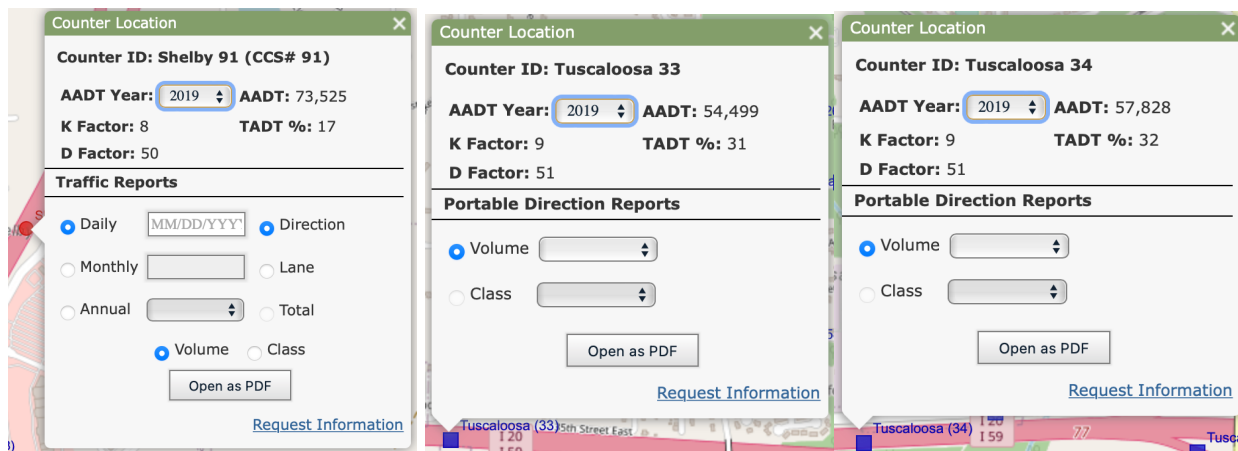 Counter Location
Counter ID: Shelby 91 (CCS# 91)
AADT Year: 2019 AADT: 73,525
K Factor: 8 TADT %: 17
D Factor: 50
Traffic Reports
Daily MM/DD/YYY Direction
Monthly Lane
Annual Total
Volume Class
Open as PDF
Request Information
Counter Location
Counter ID: Tuscaloosa 33
AADT Year: 2019 AADT: 54,499
K Factor: 9 TADT %: 31
D Factor: 51
Portable Direction Reports
Volume
Class
Open as PDF
Request Information
Tuscaloosa (33)
5th Street East
I 20
I 59
Counter Location
Counter ID: Tuscaloosa 34
AADT Year: 2019 AADT: 57,828
K Factor: 9 TADT %: 32
D Factor: 51
Portable Direction Reports
Volume
Class
Open as PDF
Request Information
Tuscaloosa (34)
I 20
I 59
77
Tusc